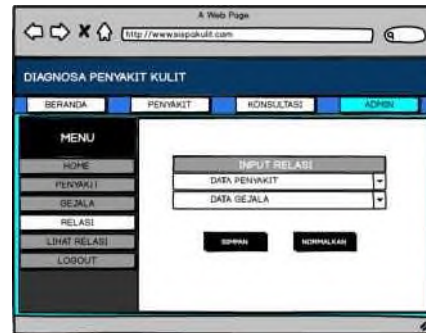 A Web Page
http://www.sispakulit.com
DIAGNOSA PENYAKIT KULIT
BERANDA
PENYAKIT
KONSULTASI
ADMIN
MENU
HOME
PENYAKIT
GEJALA
RELASI
LIHAT RELASI
LOGOUT
INPUT RELASI
DATA PENYAKIT
DATA GEJALA
SIMPAN
NORMALKAN